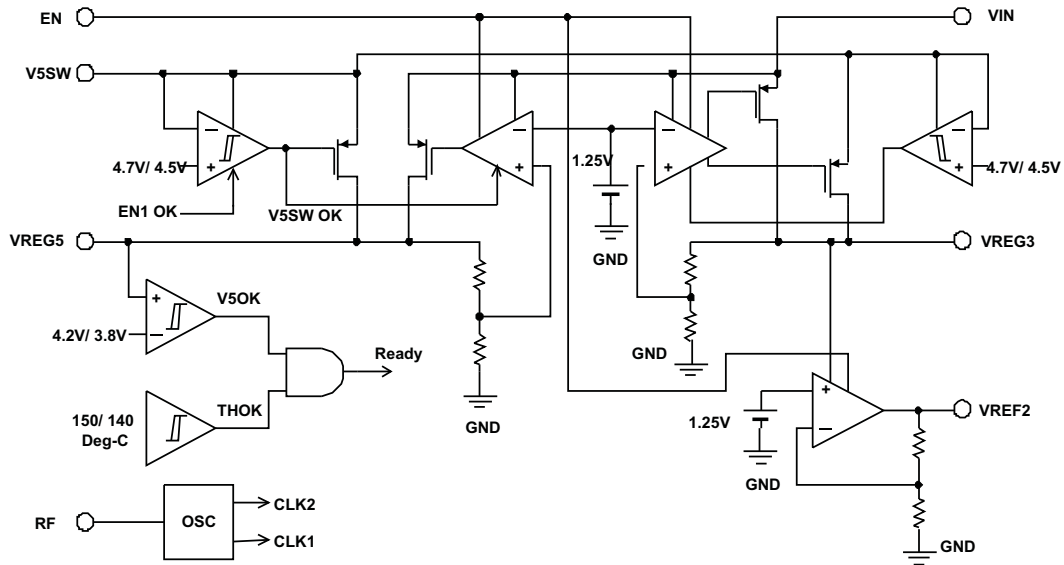 EN
VIN
V5SW
4.7V/ 4.5V
1.25V
4.7V/ 4.5V
EN1 OK
V5SW OK
VREG5
GND
VREG3
V5OK
4.2V/ 3.8V
Ready
GND
150/ 140
Deg-C
THOK
GND
1.25V
VREF2
GND
RF
OSC
CLK2
CLK1
GND